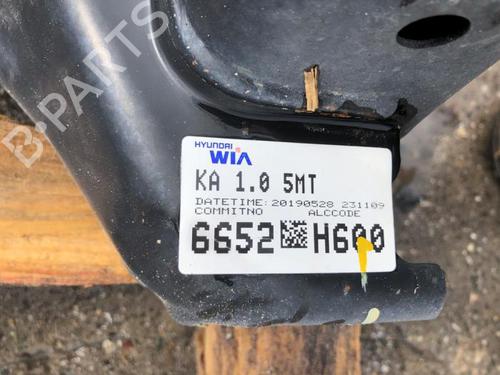 B-PARTS
HYUNDAI
WIA
KA 1.0 5MT
DATETIME:20190528 231109
COMMITNO ALCCODE
6652 H600